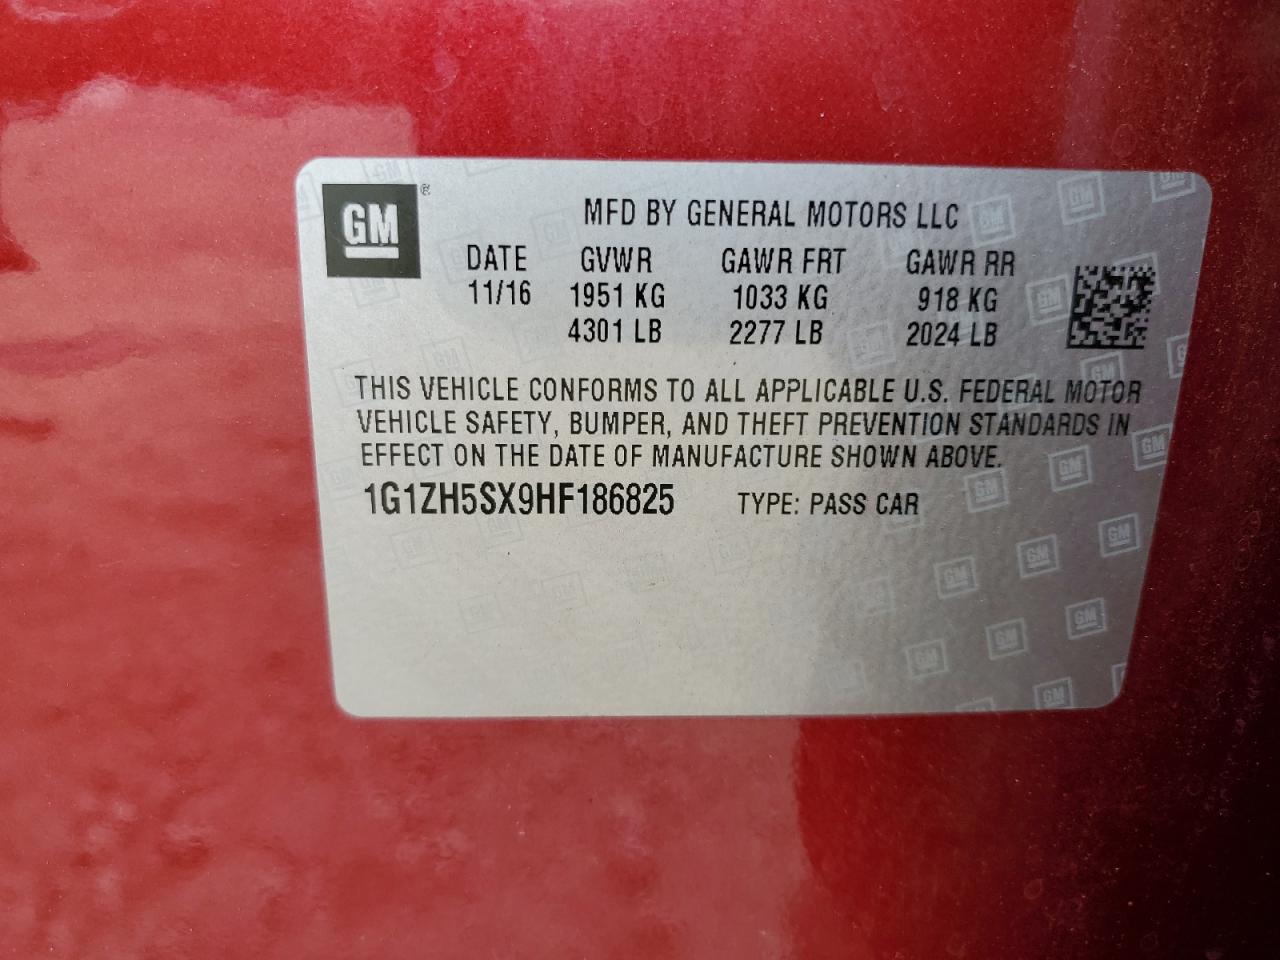 GM®
MFD BY GENERAL MOTORS LLC
DATE GVWR GAWR FRT GAWR RR
11/16 1951 KG 1033 KG 918 KG
4301 LB 2277 LB 2024 LB
THIS VEHICLE CONFORMS TO ALL APPLICABLE U.S. FEDERAL MOTOR
VEHICLE SAFETY, BUMPER, AND THEFT PREVENTION STANDARDS IN
EFFECT ON THE DATE OF MANUFACTURE SHOWN ABOVE.
1G1ZH5SX9HF186825 TYPE: PASS CAR